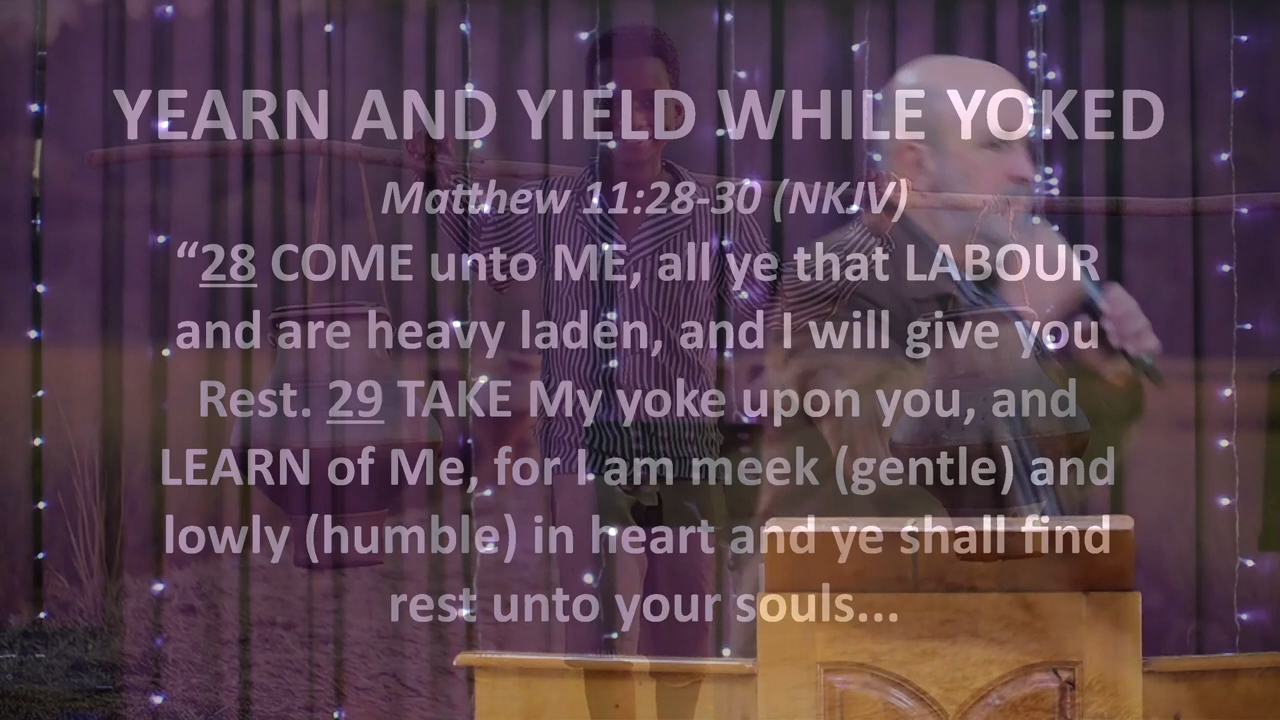 YEARN AND YIELD WHILE YOKED
Matthew 11:28-30 (NKJV)
“28 COME unto ME, all ye that LABOUR
and are heavy laden, and I will give you
Rest. 29 TAKE My yoke upon you, and
LEARN of Me, for I am meek (gentle) and
lowly (humble) in heart and ye shall find
rest unto your souls...